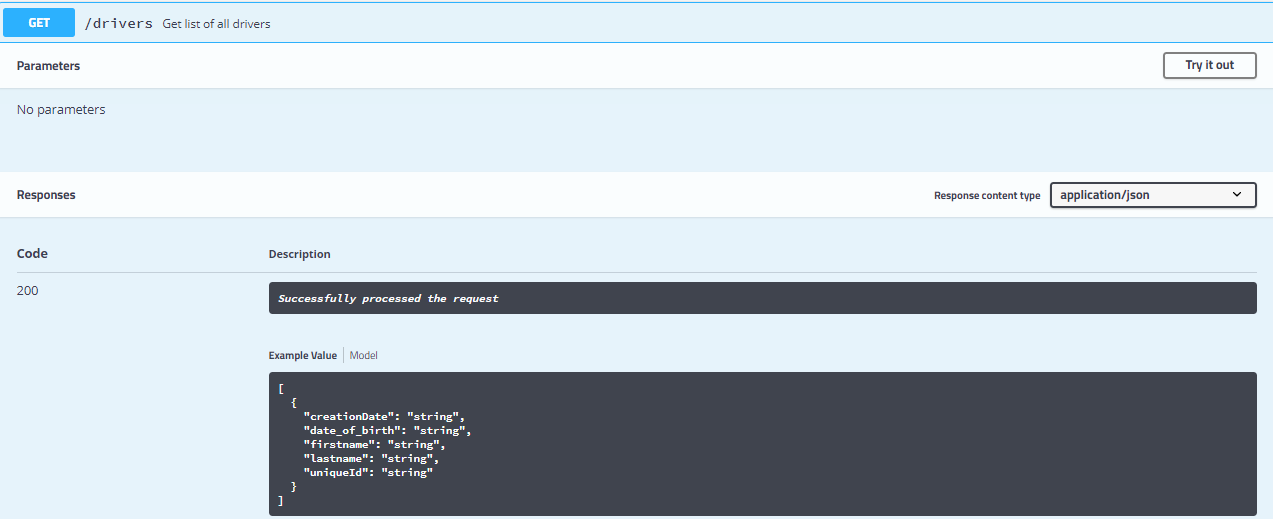 GET /drivers Get list of all drivers
Parameters Try it out
No parameters
Responses Response content type application/json
Code Description
200 Successfully processed the request
Example Value Model
[
  {
    "creationDate": "string",
    "date_of_birth": "string",
    "firstname": "string",
    "lastname": "string",
    "uniqueId": "string"
  }
]